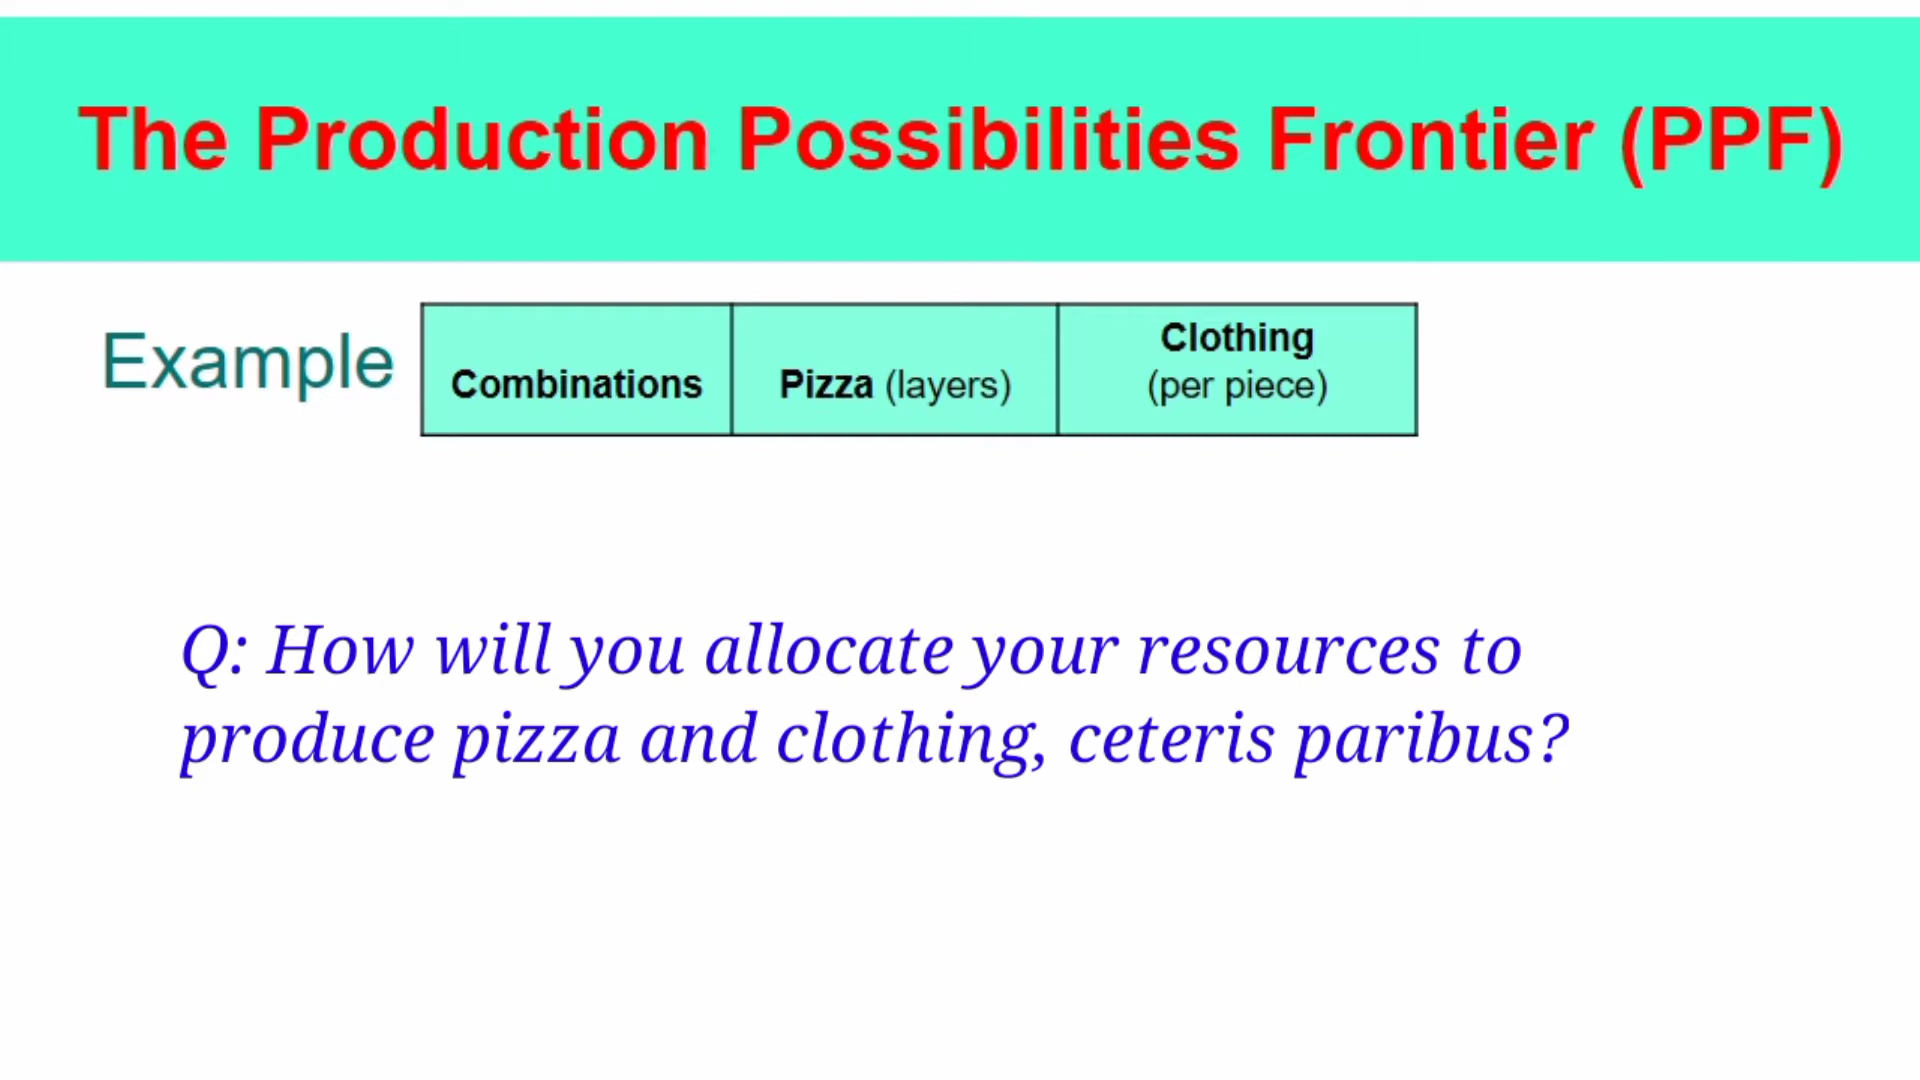 The Production Possibilities Frontier (PPF)
Example
Combinations
Pizza (layers)
Clothing
(per piece)
Q: How will you allocate your resources to
produce pizza and clothing, ceteris paribus?